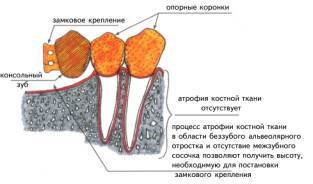 опорные коронки
замковое крепление
консольный
зуб
атрофия костной ткани
отсутствует
процесс атрофии костной ткани
в области беззубого альвеолярного
отростка и отсутствие межзубного
сосочка позволяют получить высоту,
необходимую для постановки
замкового крепления